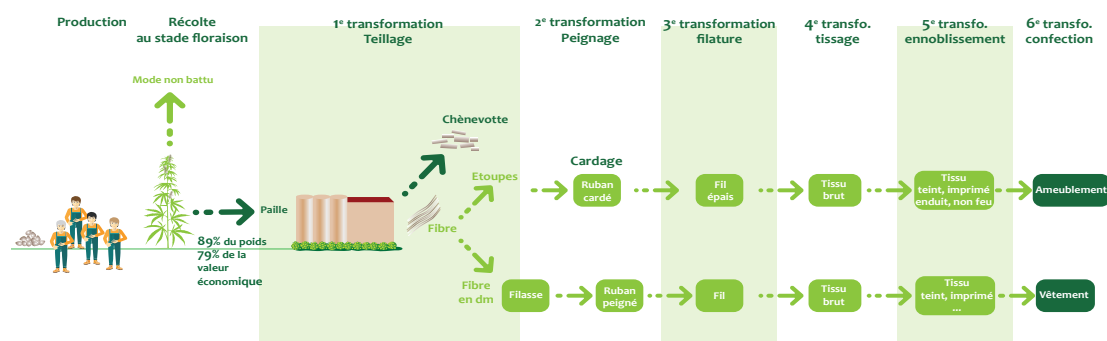 Production
Récolte
au stade floraison
1e transformation
Teillage
2e transformation
Peignage
3e transformation
filature
4e transfo.
tissage
5e transfo.
ennoblissement
6e transfo.
confection
Mode non battu
Paille
89% du poids
79% de la
valeur
économique
Chènevotte
Fibre
Etoupes
Cardage
Ruban
cardé
Fil
épais
Tissu
brut
Tissu
teint, imprimé
enduit, non feu
Ameublement
Fibre
en dm
Filasse
Ruban
peigné
Fil
Tissu
brut
Tissu
teint, imprimé
...
Vêtement